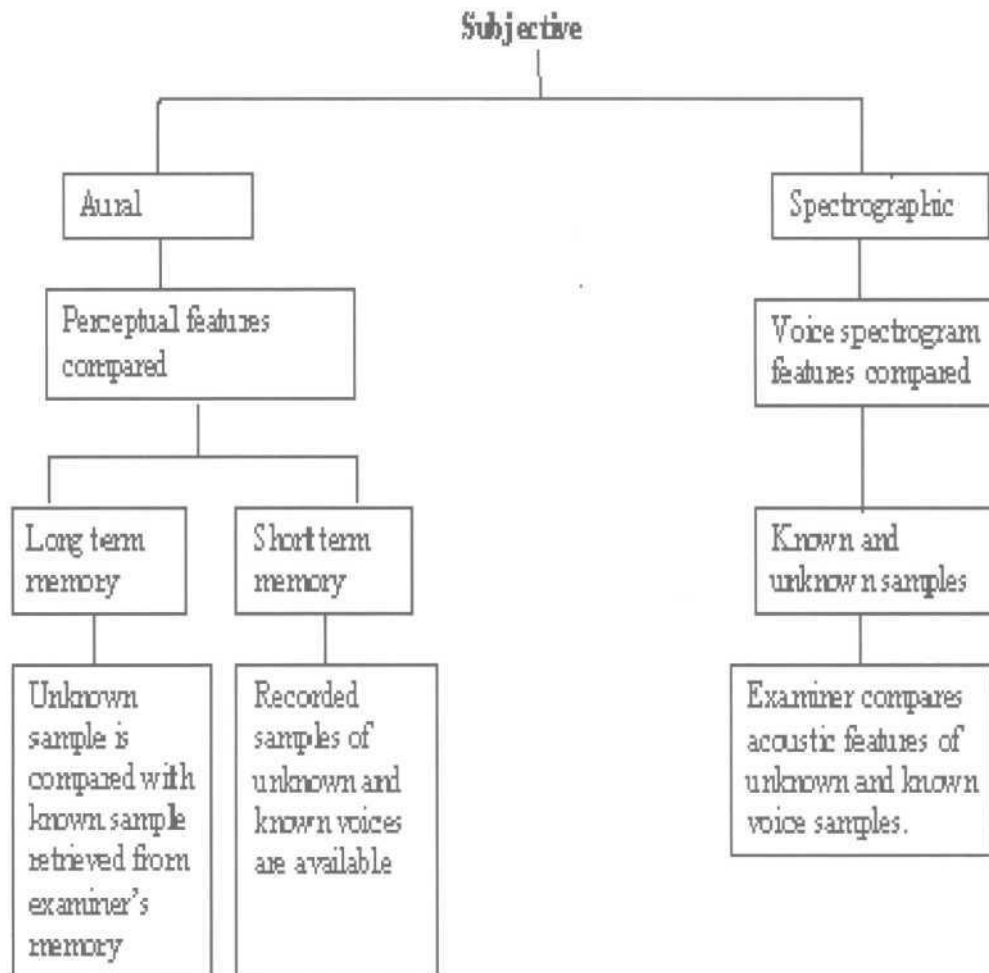 Subjective
Aural
Spectrographic
Perceptual features
compared
Voice spectrogram
features compared
Long term
memory
Short term
memory
Known and
unknown samples
Unknown
sample is
compared with
known sample
retrieved from
examiner's
memory
Recorded
samples of
unknown and
known voices
are available
Examiner compares
acoustic features of
unknown and known
voice samples.